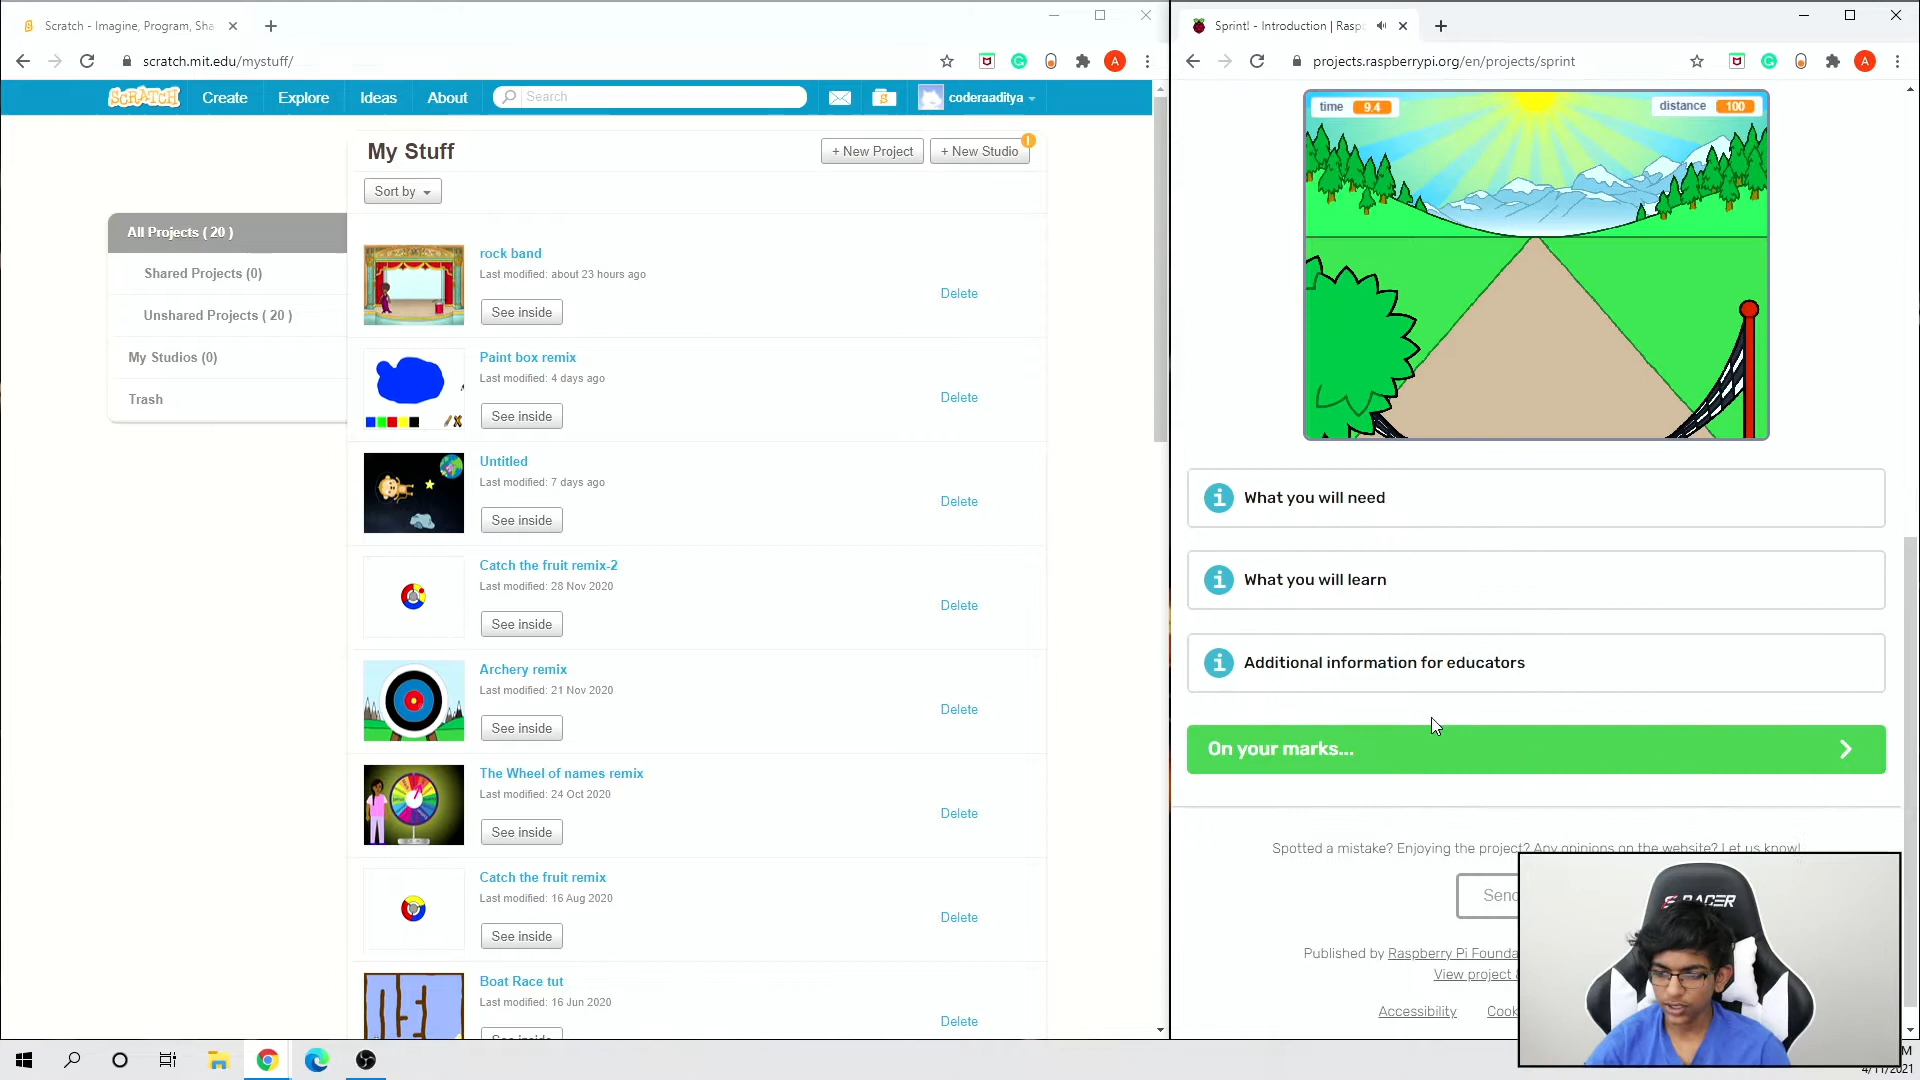 Scratch - Imagine, Program, Sha
scratch.mit.edu/mystuff/
A
SCRATCH
Create
Explore
Ideas
About
Search
S
coderaaditya
My Stuff
+ New Project
+ New Studio
Sort by
All Projects ( 20 )
Shared Projects (0)
Unshared Projects ( 20 )
My Studios (0)
Trash
rock band
Last modified: about 23 hours ago
See inside
Delete
Paint box remix
Last modified: 4 days ago
See inside
Delete
Untitled
Last modified: 7 days ago
See inside
Delete
Catch the fruit remix-2
Last modified: 28 Nov 2020
See inside
Delete
Archery remix
Last modified: 21 Nov 2020
See inside
Delete
The Wheel of names remix
Last modified: 24 Oct 2020
See inside
Delete
Catch the fruit remix
Last modified: 16 Aug 2020
See inside
Delete
Boat Race tut
Last modified: 16 Jun 2020
Delete
Sprint! - Introduction | Rasp
projects.raspberrypi.org/en/projects/sprint
A
time 9.4
distance 100
What you will need
What you will learn
Additional information for educators
On your marks...
Spotted a mistake? Enjoying the project? Any opinions on the website? Let us know!
Send
Published by Raspberry Pi Founda
View project
Accessibility
Cook
RACER
M
4/11/2021